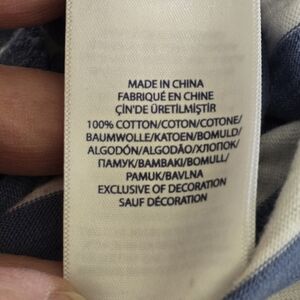 MADE IN CHINA
FABRIQUÉ EN CHINE
ÇİN'DE ÜRETİLMİŞTİR
100% COTTON/COTON/COTONE/
BAUMWOLLE/KATOEN/BOMULD/
ALGODÓN/ALGODÃO/ХЛОПОК/
ПАМУК/BAMBAKI/BOMULL/
PAMUK/BAVLNA
EXCLUSIVE OF DECORATION
SAUF DÉCORATION